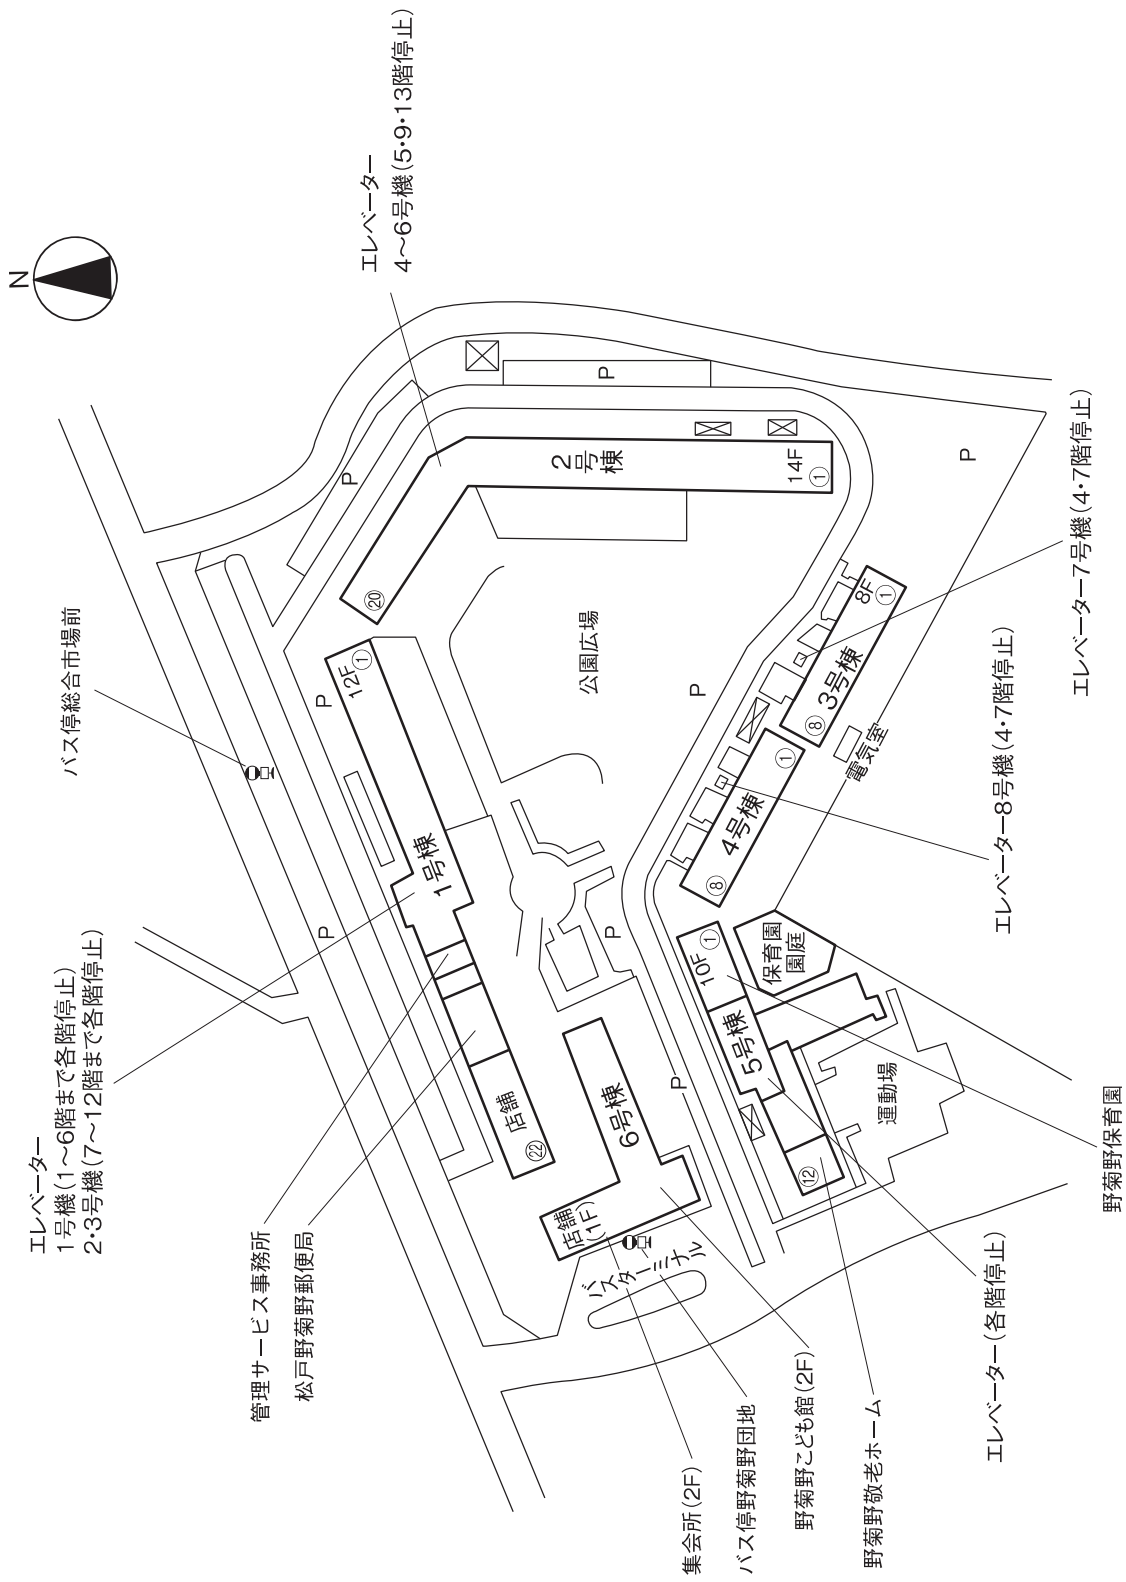 N
エレベーター
4～6号機(5・9・13階停止)
バス停総合市場前
エレベーター
1号機(1～6階まで各階停止)
2・3号機(7～12階まで各階停止)
P
P
P
P
P
P
P
P
2号棟
14F
①
⑳
12F
①
1号棟
店舗
㉒
管理サービス事務所
松戸野菊野郵便局
公園広場
8F
①
3号棟
⑧
エレベーター7号機(4・7階停止)
電気室
①
4号棟
⑧
エレベーター8号機(4・7階停止)
10F
①
5号棟
⑫
保育園
園庭
運動場
野菊野保育園
エレベーター(各階停止)
野菊野敬老ホーム
6号棟
店舗
(1F)
バスターミナル
集会所(2F)
バス停野菊野団地
野菊野こども館(2F)